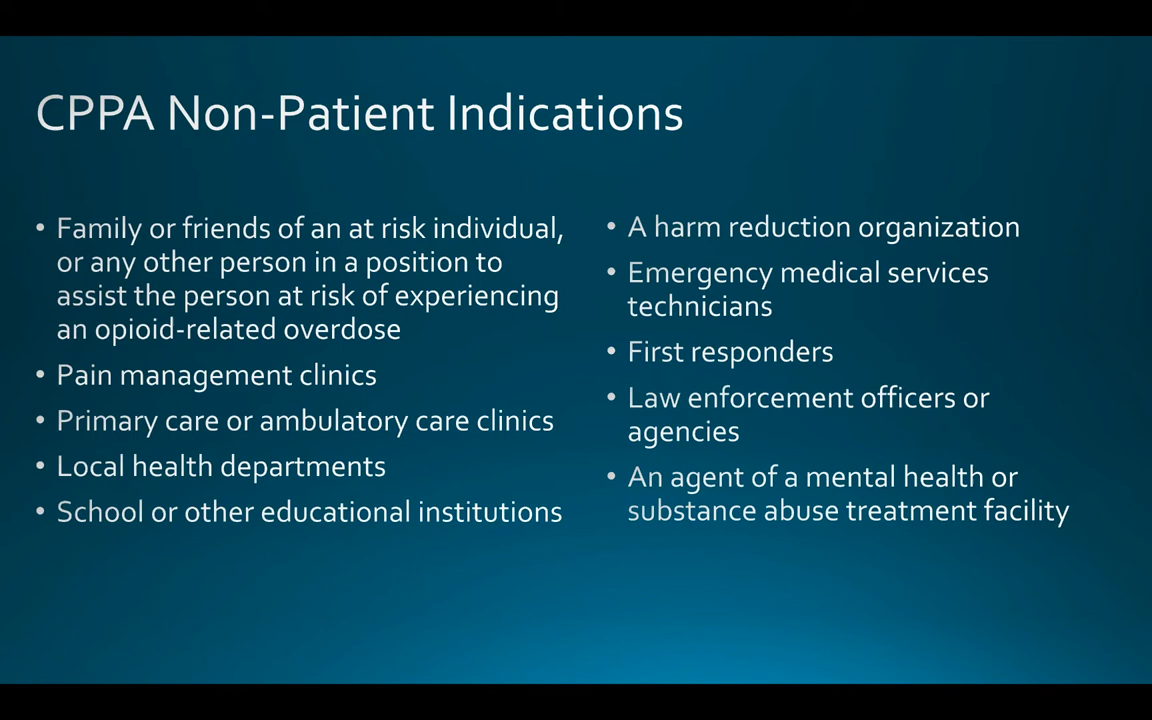 CPPA Non-Patient Indications
• Family or friends of an at risk individual,
or any other person in a position to
assist the person at risk of experiencing
an opioid-related overdose
• Pain management clinics
• Primary care or ambulatory care clinics
• Local health departments
• School or other educational institutions
• A harm reduction organization
• Emergency medical services
technicians
• First responders
• Law enforcement officers or
agencies
• An agent of a mental health or
substance abuse treatment facility